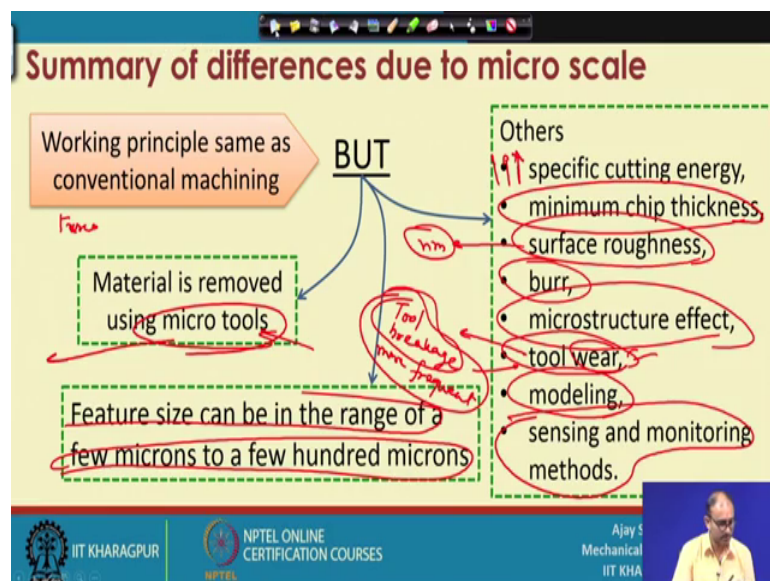 Summary of differences due to micro scale
Working principle same as
conventional machining
BUT
Material is removed
using micro tools
Feature size can be in the range of a
few microns to a few hundred microns
Others
• specific cutting energy,
• minimum chip thickness,
• surface roughness,
• burr,
• microstructure effect,
• tool wear,
• modeling,
• sensing and monitoring
methods.
nm
Tool
breakage
more frequent
IIT KHARAGPUR
NPTEL
NPTEL ONLINE
CERTIFICATION COURSES
Ajay S
Mechanical
IIT KHA